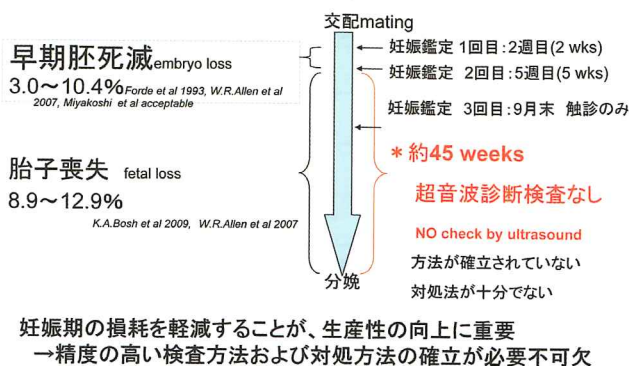 交配mating
早期胚死滅embryo loss
3.0～10.4%Forde et al 1993, W.R.Allen et al
2007, Miyakoshi et al acceptable
妊娠鑑定 1回目：2週目(2 wks)
妊娠鑑定 2回目：5週目(5 wks)
妊娠鑑定 3回目：9月末 触診のみ
胎子喪失 fetal loss
8.9～12.9%
K.A.Bosh et al 2009, W.R.Allen et al 2007
＊約45 weeks
超音波診断検査なし
NO check by ultrasound
方法が確立されていない
対処法が十分でない
分娩
妊娠期の損耗を軽減することが、生産性の向上に重要
→精度の高い検査方法および対処方法の確立が必要不可欠